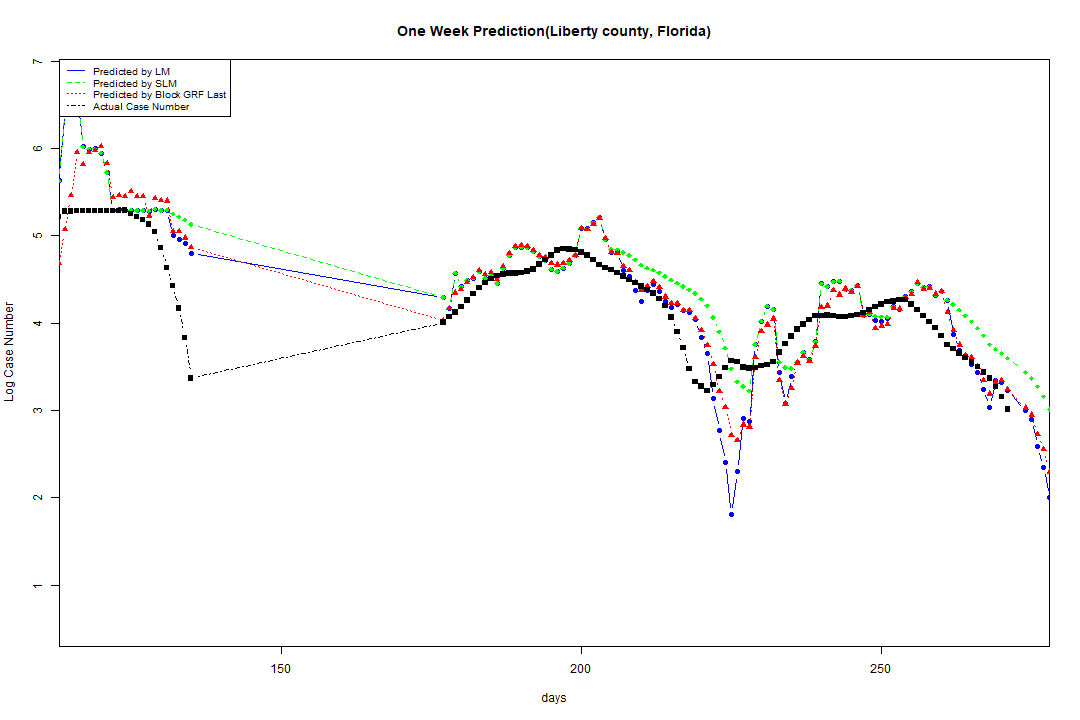 One Week Prediction(Liberty county, Florida)
Predicted by LM
Predicted by SLM
Predicted by Block GRF Last
Actual Case Number
Log Case Number
7
6
5
4
3
2
1
150
200
250
days